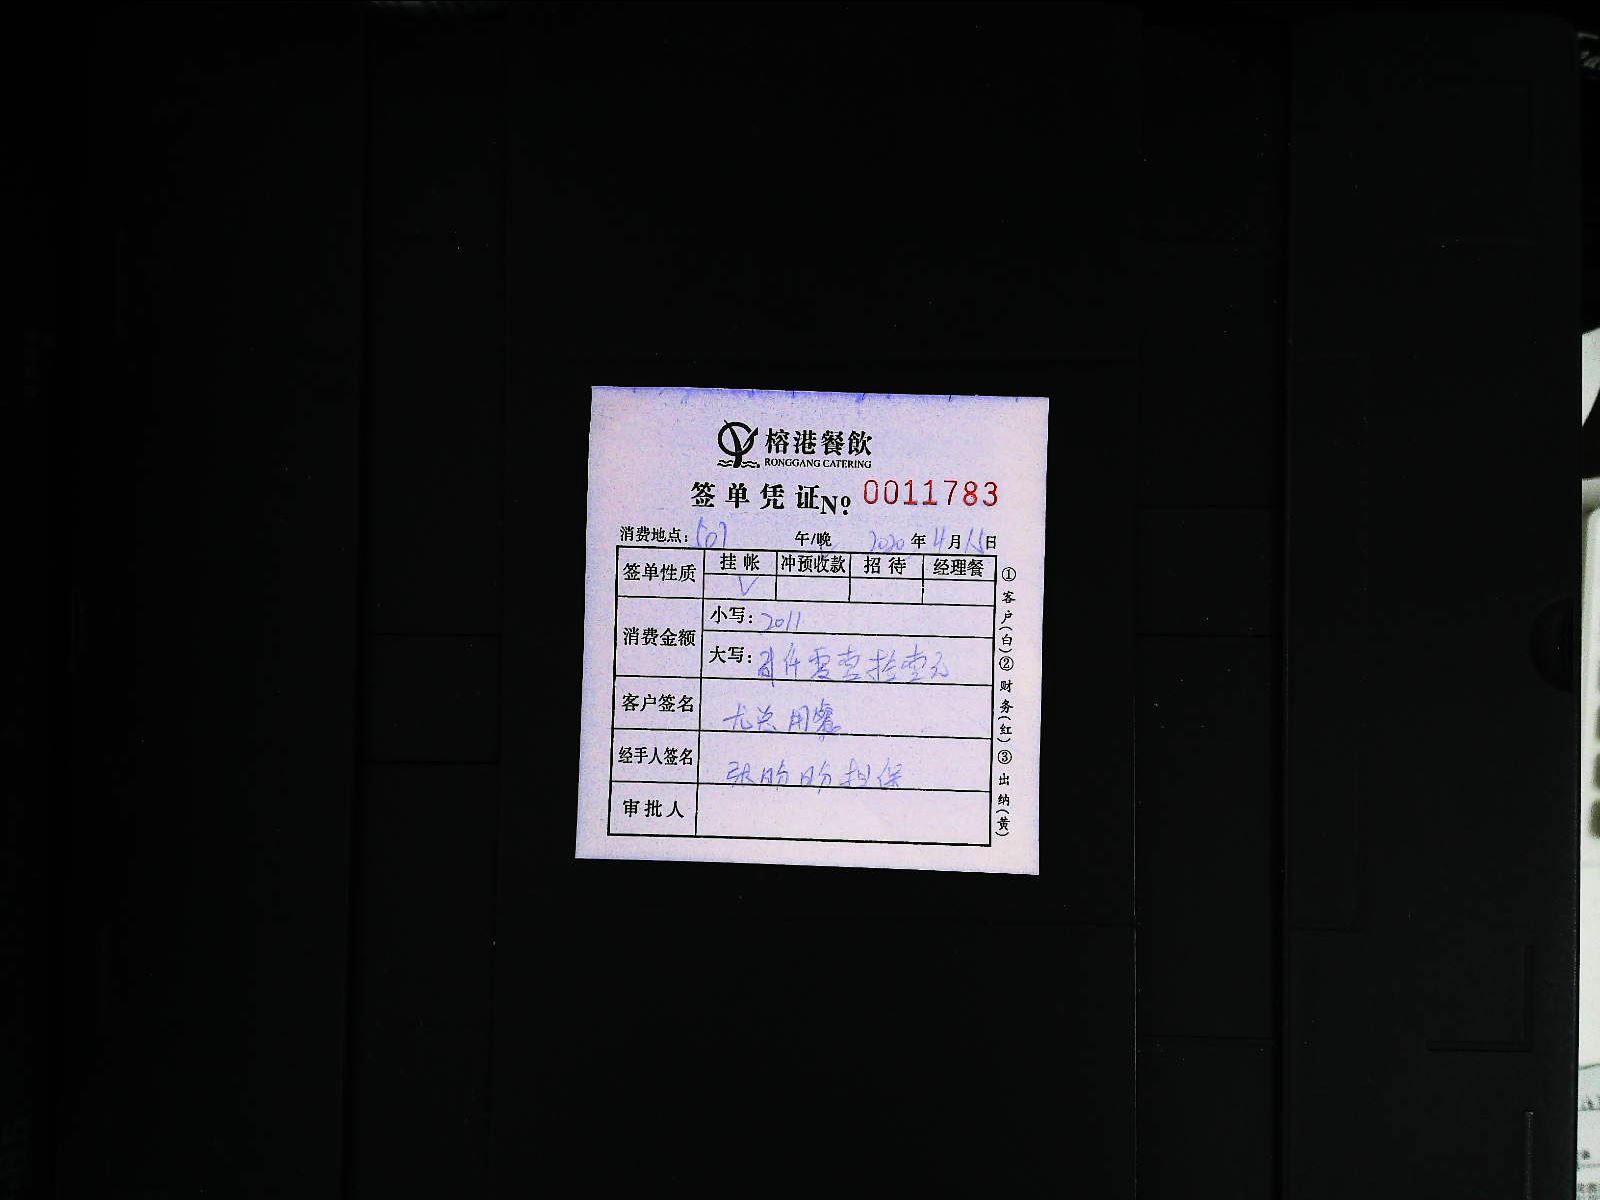 榕港餐飲
RONGGANG CATERING
签单凭证 No. 0011783
消费地点: 507 午/晚 2020 年 4 月 15 日
签单性质 挂帐 冲预收款 招待 经理餐
√
消费金额 小写: 2011
大写: 贰仟零壹拾壹元
客户签名 尤总用餐
经手人签名 张盼盼担保
审批人
①客户(白)②财务(红)③出纳(黄)